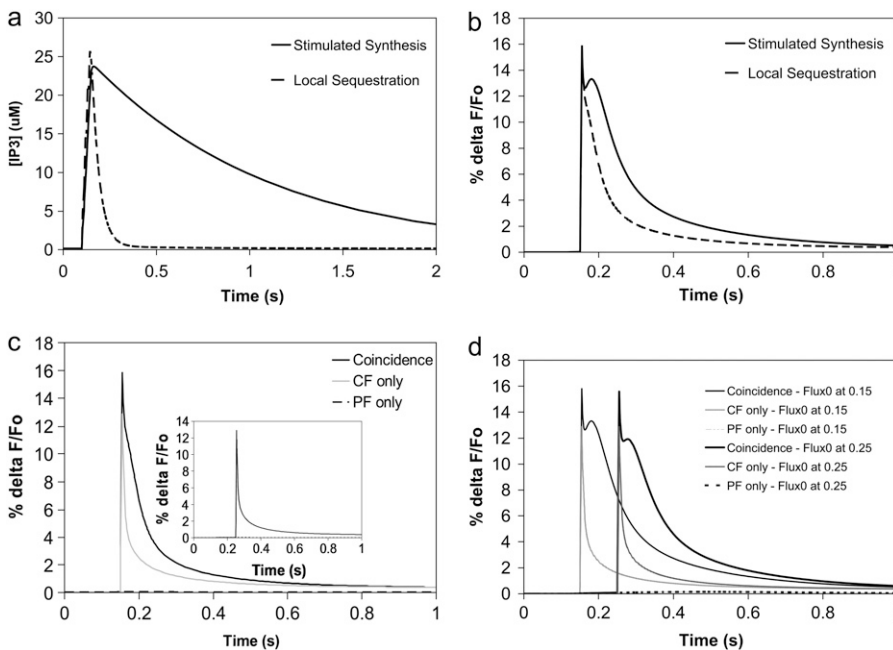 a
30
25
20
15
10
5
0
[IP3] (uM)
Stimulated Synthesis
Local Sequestration
0 0.5 1 1.5 2
Time (s)
b
18
16
14
12
10
8
6
4
2
0
% delta F/Fo
Stimulated Synthesis
Local Sequestration
0 0.2 0.4 0.6 0.8
Time (s)
c
18
16
14
12
10
8
6
4
2
0
% delta F/Fo
Coincidence
CF only
PF only
14
12
10
8
6
4
2
0
% delta F/Fo
0 0.2 0.4 0.6 0.8 1
Time (s)
0 0.2 0.4 0.6 0.8 1
Time (s)
d
18
16
14
12
10
8
6
4
2
0
% delta F/Fo
Coincidence - Flux0 at 0.15
CF only - Flux0 at 0.15
PF only - Flux0 at 0.15
Coincidence - Flux0 at 0.25
CF only - Flux0 at 0.25
PF only - Flux0 at 0.25
0 0.2 0.4 0.6 0.8
Time (s)